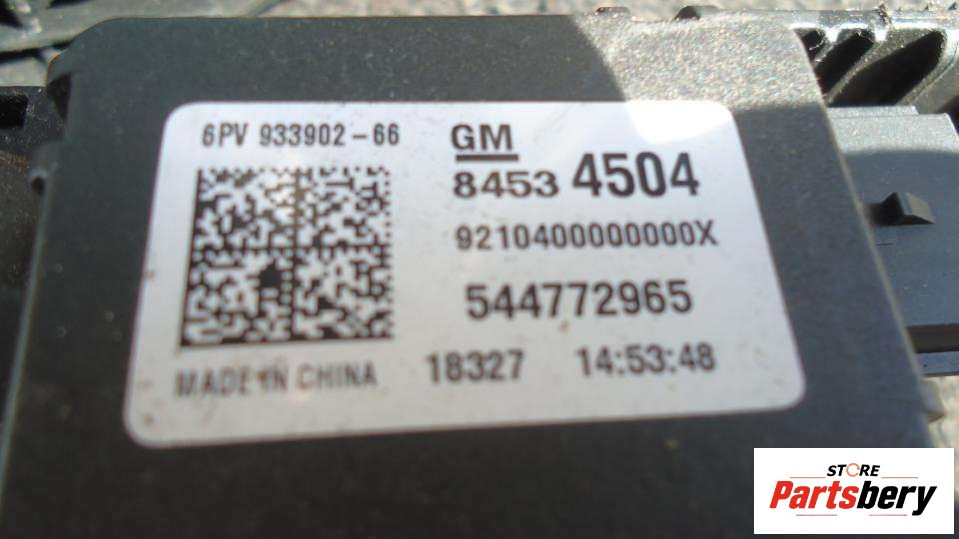 6PV 933902-66
GM
8453 4504
9210400000000X
544772965
MADE IN CHINA 18327 14:53:48
STORE
Partsbery